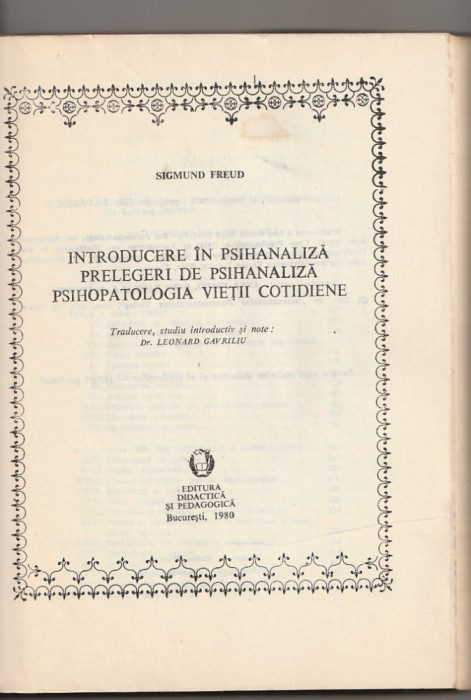 SIGMUND FREUD
INTRODUCERE ÎN PSIHANALIZĂ
PRELEGERI DE PSIHANALIZĂ
PSIHOPATOLOGIA VIEȚII COTIDIENE
Traducere, studiu introductiv și note :
Dr. LEONARD GAVRILIU
EDITURA
DIDACTICĂ
ȘI PEDAGOGICĂ
București, 1980